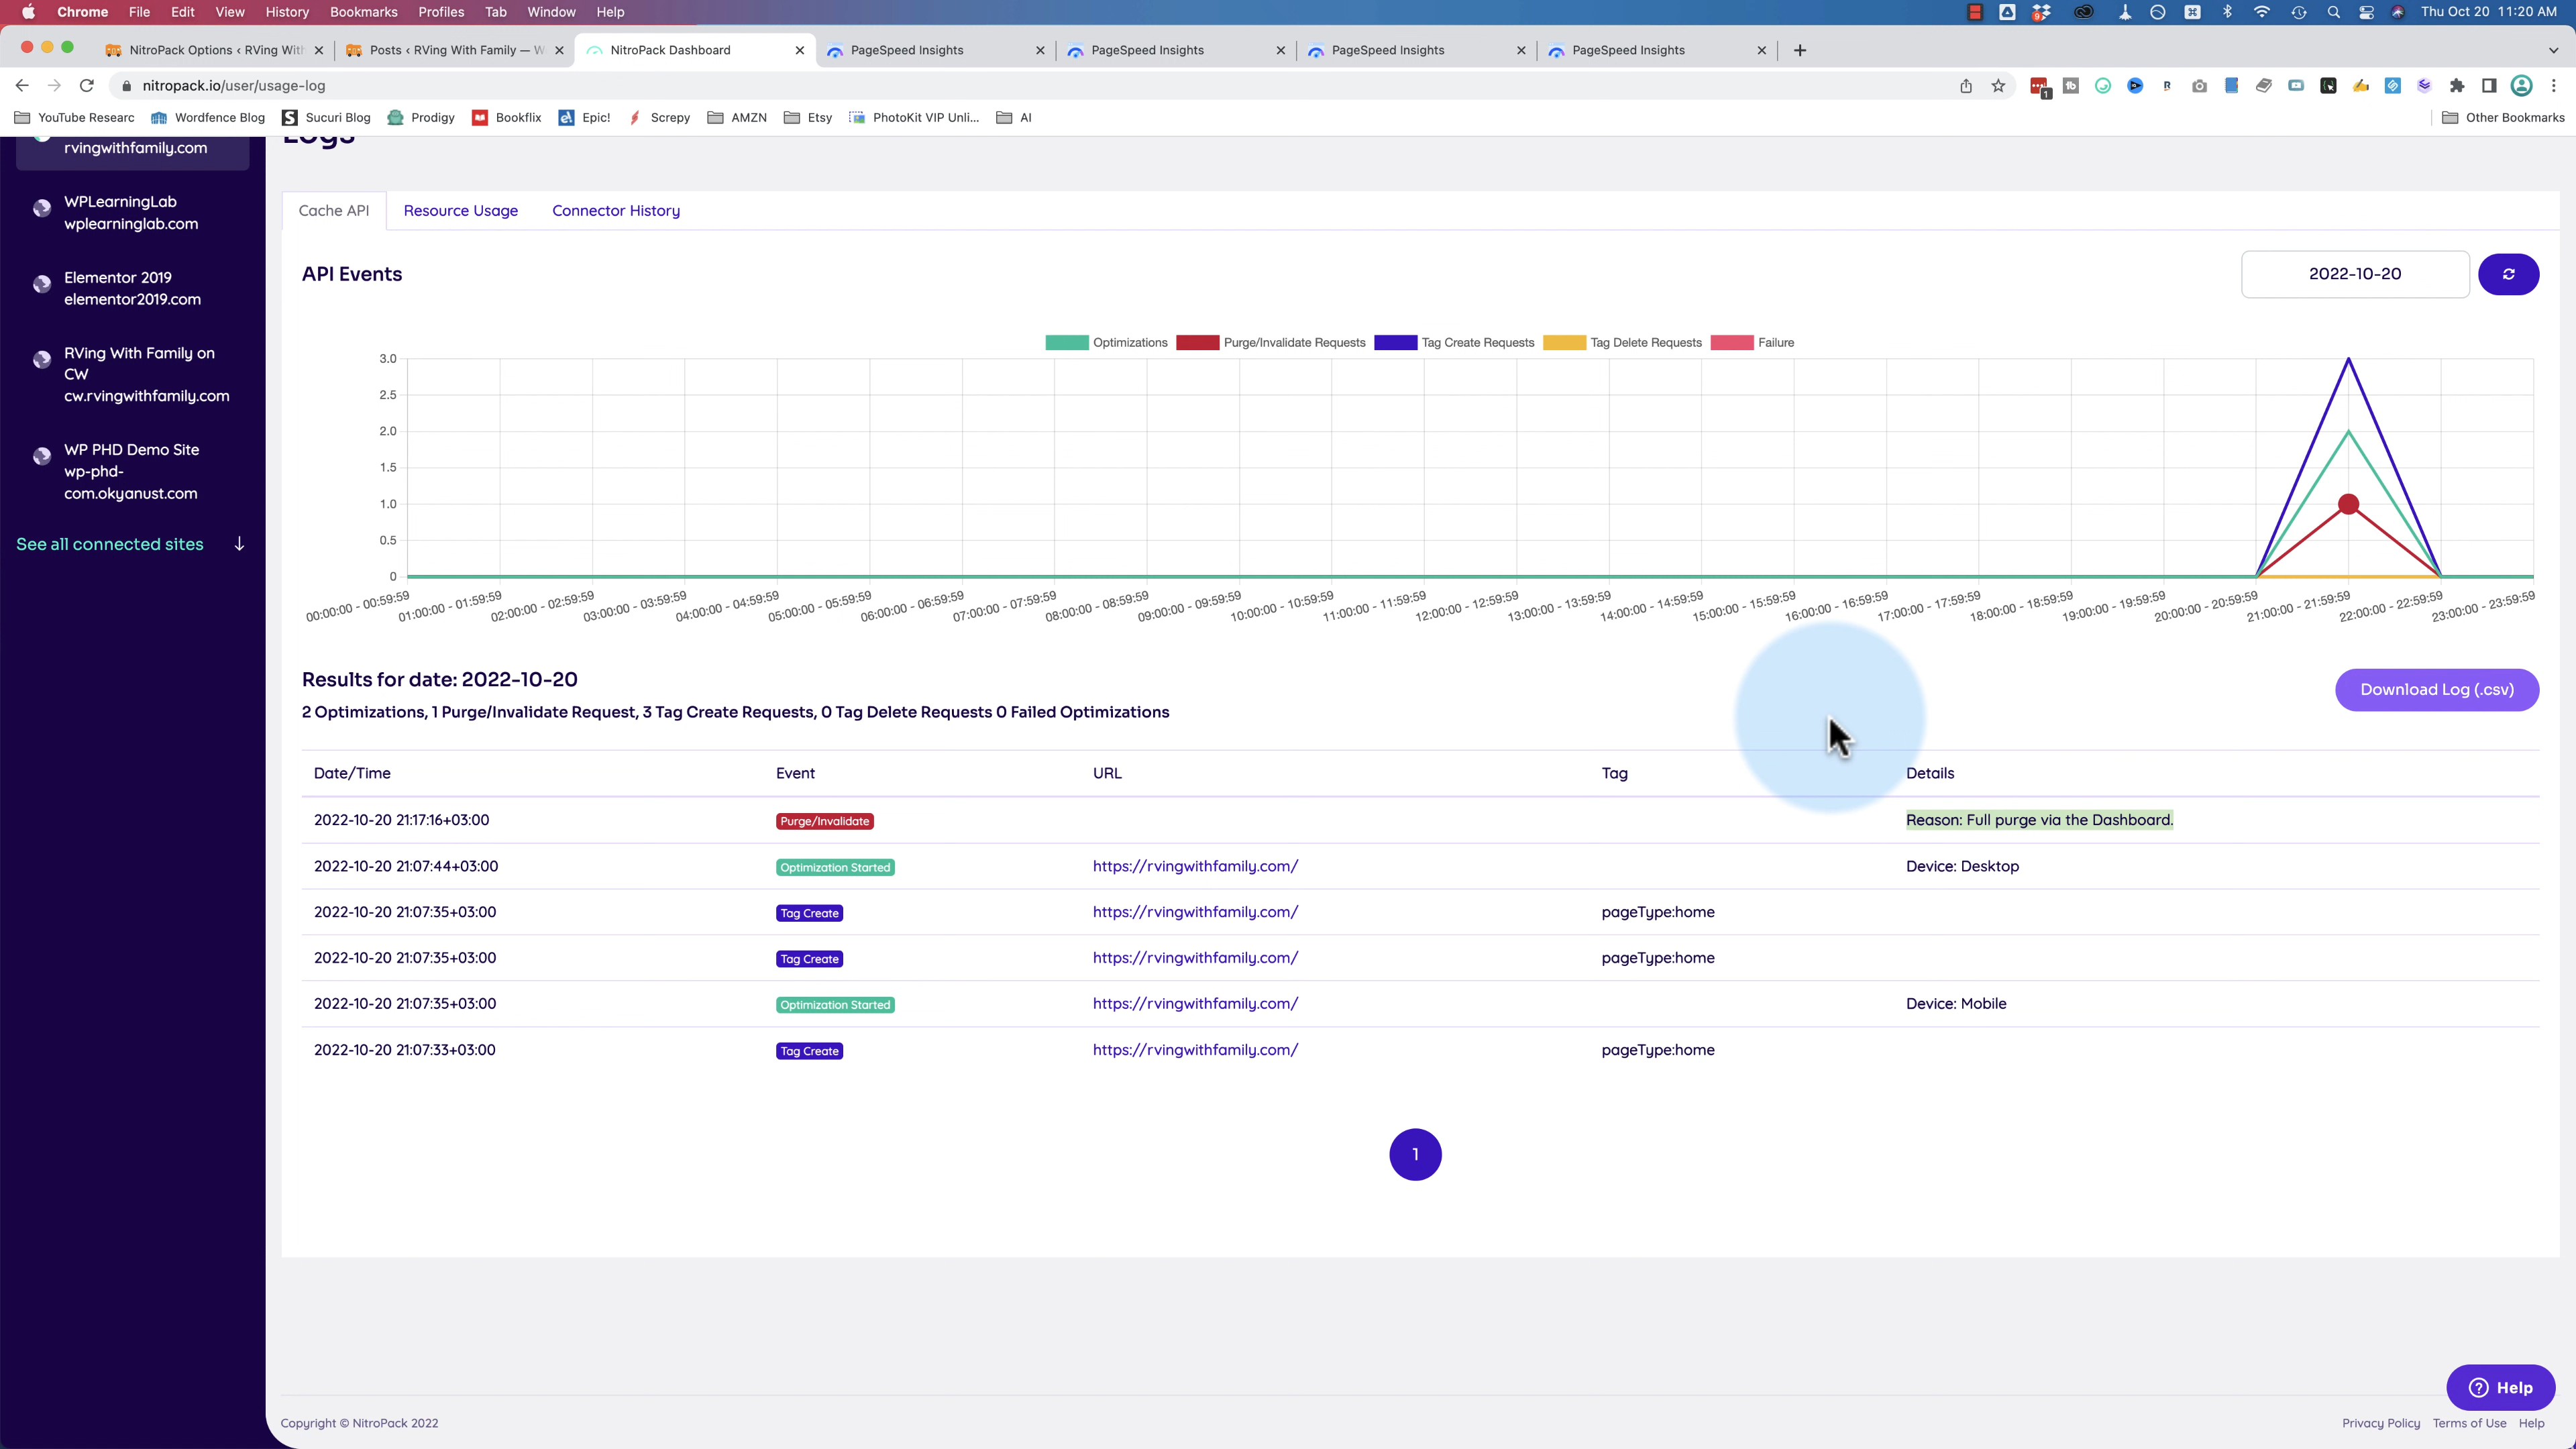 Chrome File Edit View History Bookmarks Profiles Tab Window Help
9
Thu Oct 20 11:20 AM
NitroPack Options ‹ RVing With
Posts ‹ RVing With Family — W
NitroPack Dashboard
PageSpeed Insights
PageSpeed Insights
PageSpeed Insights
PageSpeed Insights
nitropack.io/user/usage-log
1
YouTube Researc
Wordfence Blog
Sucuri Blog
Prodigy
Bookflix
Epic!
Screpy
AMZN
Etsy
PhotoKit VIP Unli...
AI
Other Bookmarks
rvingwithfamily.com
WPLearningLab
wplearninglab.com
Elementor 2019
elementor2019.com
RVing With Family on
CW
cw.rvingwithfamily.com
WP PHD Demo Site
wp-phd-
com.okyanust.com
See all connected sites ↓
Logs
Cache API
Resource Usage
Connector History
API Events
2022-10-20
Optimizations
Purge/Invalidate Requests
Tag Create Requests
Tag Delete Requests
Failure
3.0
2.5
2.0
1.5
1.0
0.5
0
00:00:00 - 00:59:59
01:00:00 - 01:59:59
02:00:00 - 02:59:59
03:00:00 - 03:59:59
04:00:00 - 04:59:59
05:00:00 - 05:59:59
06:00:00 - 06:59:59
07:00:00 - 07:59:59
08:00:00 - 08:59:59
09:00:00 - 09:59:59
10:00:00 - 10:59:59
11:00:00 - 11:59:59
12:00:00 - 12:59:59
13:00:00 - 13:59:59
14:00:00 - 14:59:59
15:00:00 - 15:59:59
16:00:00 - 16:59:59
17:00:00 - 17:59:59
18:00:00 - 18:59:59
19:00:00 - 19:59:59
20:00:00 - 20:59:59
21:00:00 - 21:59:59
22:00:00 - 22:59:59
23:00:00 - 23:59:59
Results for date: 2022-10-20
2 Optimizations, 1 Purge/Invalidate Request, 3 Tag Create Requests, 0 Tag Delete Requests 0 Failed Optimizations
Download Log (.csv)
Date/Time Event URL Tag Details
2022-10-20 21:17:16+03:00 Purge/Invalidate Reason: Full purge via the Dashboard.
2022-10-20 21:07:44+03:00 Optimization Started https://rvingwithfamily.com/ Device: Desktop
2022-10-20 21:07:35+03:00 Tag Create https://rvingwithfamily.com/ pageType:home
2022-10-20 21:07:35+03:00 Tag Create https://rvingwithfamily.com/ pageType:home
2022-10-20 21:07:35+03:00 Optimization Started https://rvingwithfamily.com/ Device: Mobile
2022-10-20 21:07:33+03:00 Tag Create https://rvingwithfamily.com/ pageType:home
1
Help
Copyright © NitroPack 2022
Privacy Policy Terms of Use Help